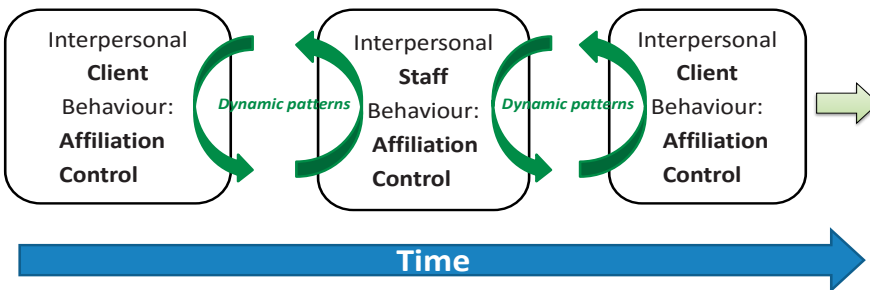 Interpersonal
Client
Behaviour:
Affiliation
Control
Dynamic patterns
Interpersonal
Staff
Behaviour:
Affiliation
Control
Dynamic patterns
Interpersonal
Client
Behaviour:
Affiliation
Control
Time